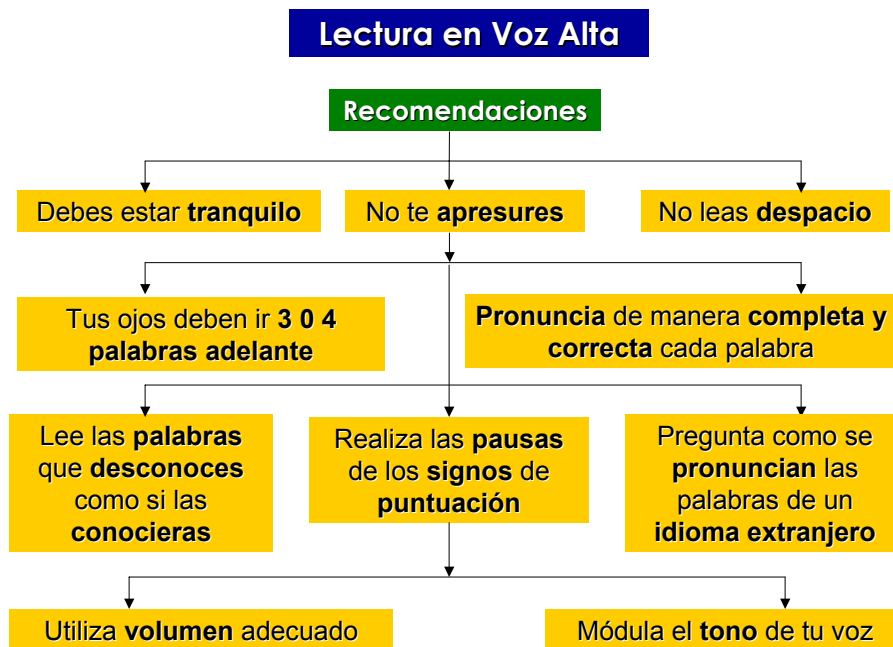 Lectura en Voz Alta
Recomendaciones
Debes estar tranquilo
No te apresures
No leas despacio
Tus ojos deben ir 3 0 4
palabras adelante
Pronuncia de manera completa y
correcta cada palabra
Lee las palabras
que desconoces
como si las
conocieras
Realiza las pausas
de los signos de
puntuación
Pregunta como se
pronuncian las
palabras de un
idioma extranjero
Utiliza volumen adecuado
Módula el tono de tu voz